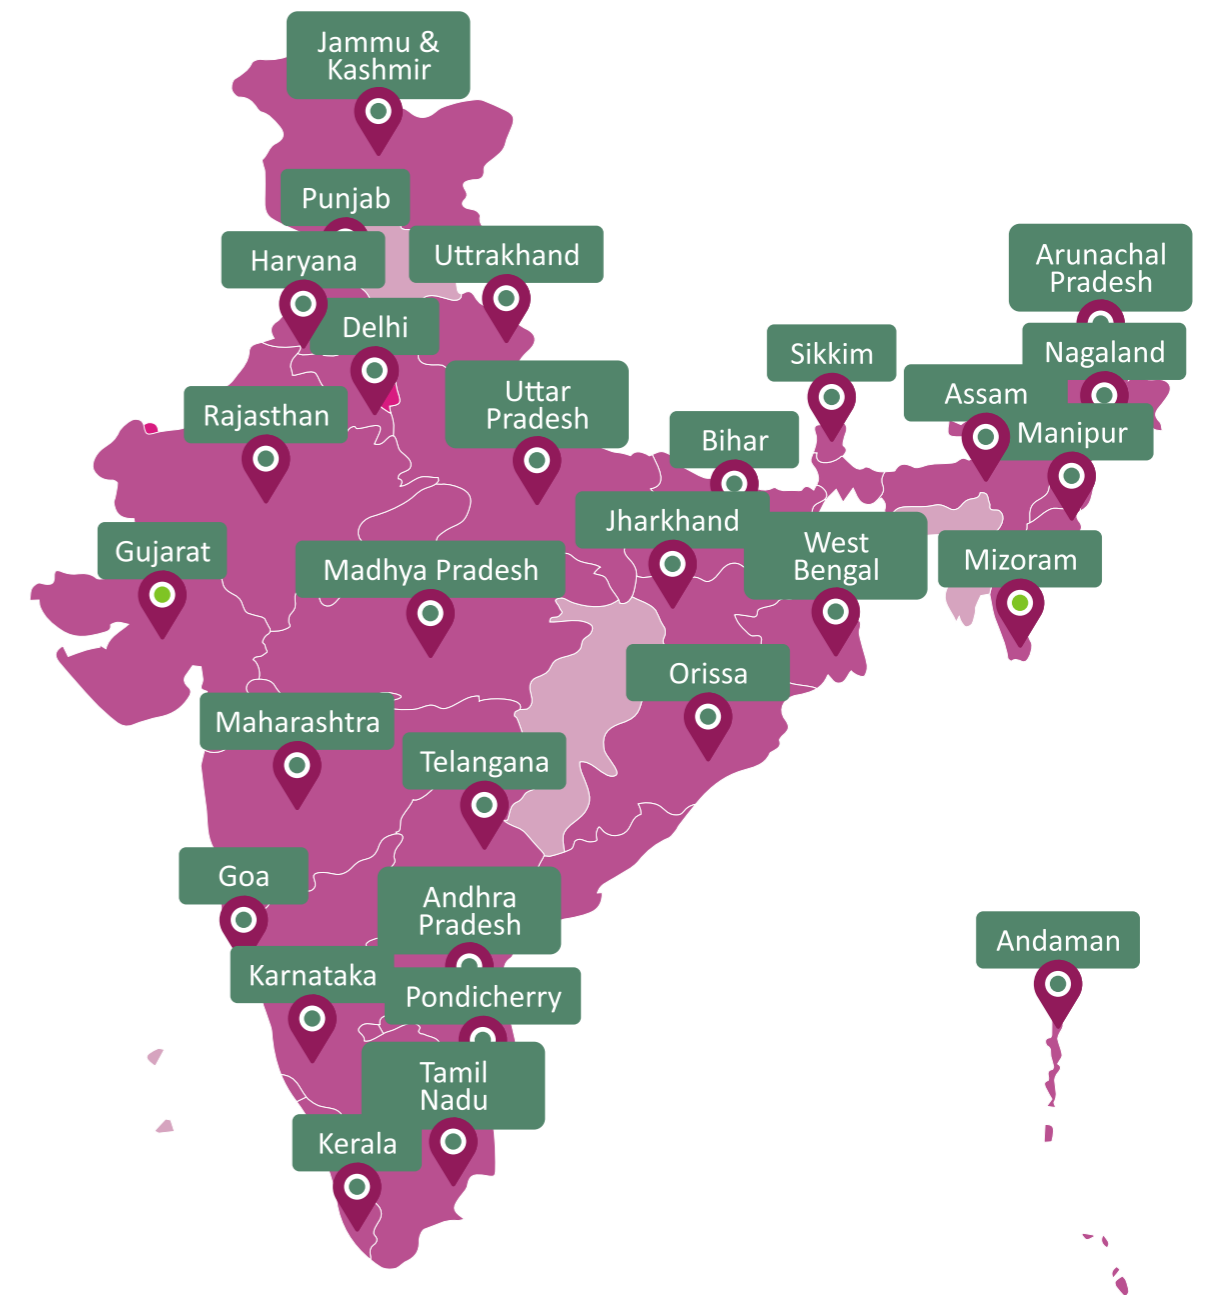 Jammu &
Kashmir
Punjab
Haryana
Uttrakhand
Arunachal
Pradesh
Delhi
Sikkim
Nagaland
Assam
Uttar
Pradesh
Rajasthan
Bihar
Manipur
Jharkhand
Gujarat
Madhya Pradesh
West
Bengal
Mizoram
Orissa
Maharashtra
Telangana
Goa
Andhra
Pradesh
Andaman
Karnataka
Pondicherry
Tamil
Nadu
Kerala